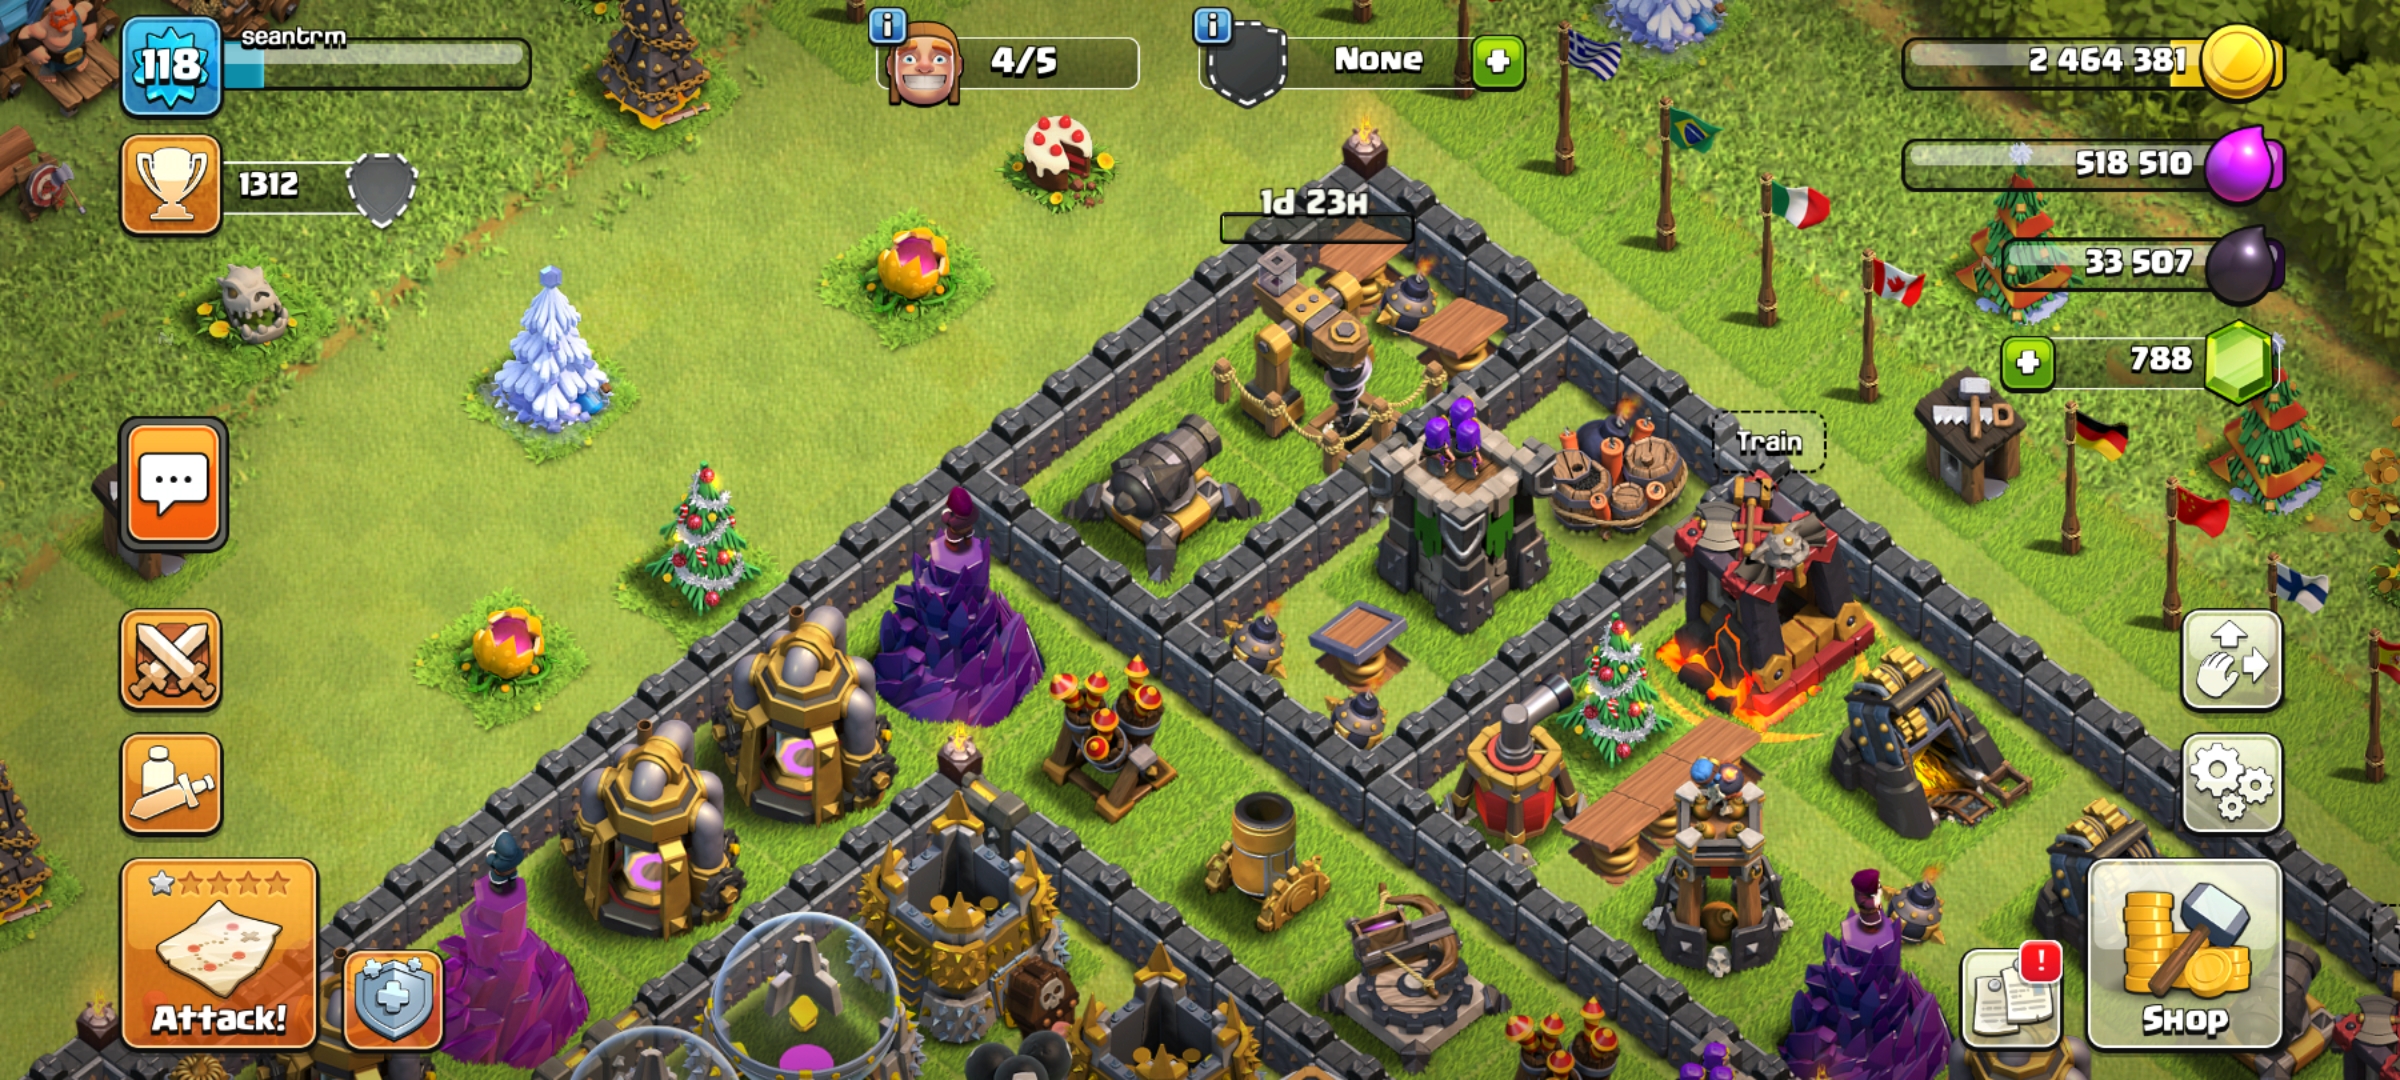 118
seantrm
i
4/5
i
None
2 464 381
1312
518 510
1d 23H
33 507
788
Train
!
Attack!
Shop